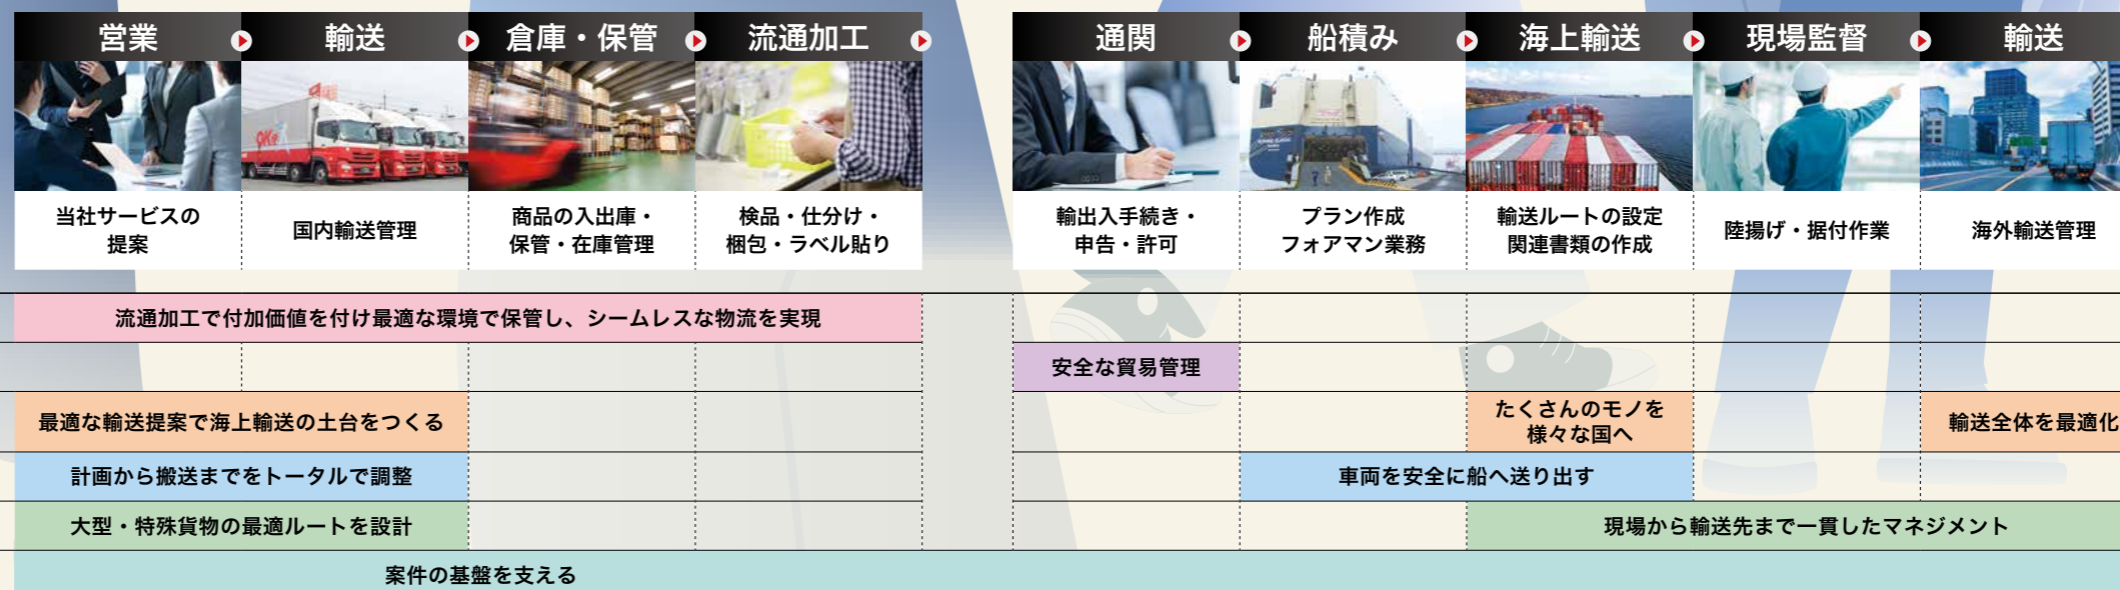 営業
輸送
倉庫・保管
流通加工
通関
船積み
海上輸送
現場監督
輸送
当社サービスの
提案
国内輸送管理
商品の入出庫・
保管・在庫管理
検品・仕分け・
梱包・ラベル貼り
輸出入手続き・
申告・許可
プラン作成
フォアマン業務
輸送ルートの設定
関連書類の作成
陸揚げ・据付作業
海外輸送管理
流通加工で付加価値を付け最適な環境で保管し、シームレスな物流を実現
安全な貿易管理
最適な輸送提案で海上輸送の土台をつくる
たくさんのモノを
様々な国へ
輸送全体を最適化
計画から搬送までをトータルで調整
車両を安全に船へ送り出す
大型・特殊貨物の最適ルートを設計
現場から輸送先まで一貫したマネジメント
案件の基盤を支える